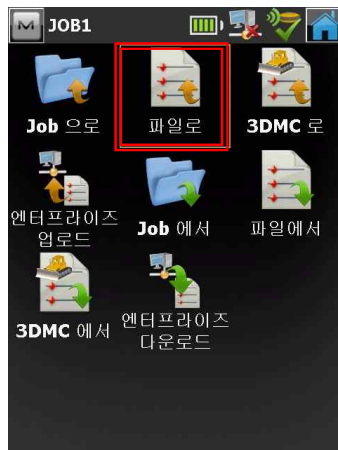 JOB1
Job 으로
파일로
3DMC 로
엔터프라이즈
업로드
Job 에서
파일에서
3DMC 에서
엔터프라이즈
다운로드